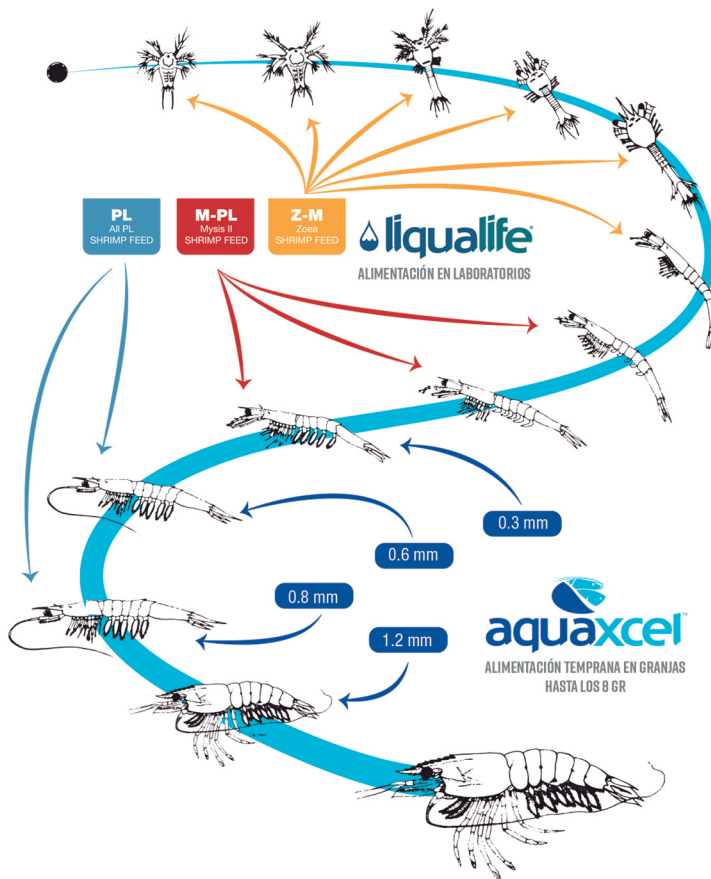 PL
All PL
SHRIMP FEED
M-PL
Mysis II
SHRIMP FEED
Z-M
Zoea
SHRIMP FEED
liqualife®
ALIMENTACIÓN EN LABORATORIOS
0.3 mm
0.6 mm
0.8 mm
1.2 mm
aquaxcel™
ALIMENTACIÓN TEMPRANA EN GRANJAS
HASTA LOS 8 GR